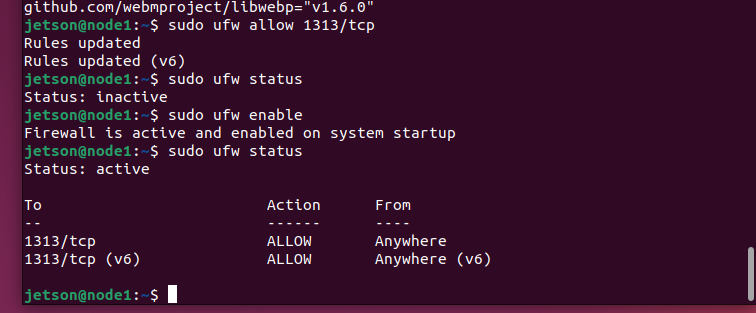 github.com/webmproject/libwebp="v1.6.0"
jetson@node1:~$ sudo ufw allow 1313/tcp
Rules updated
Rules updated (v6)
jetson@node1:~$ sudo ufw status
Status: inactive
jetson@node1:~$ sudo ufw enable
Firewall is active and enabled on system startup
jetson@node1:~$ sudo ufw status
Status: active
To                         Action      From
--                         ------      ----
1313/tcp                   ALLOW       Anywhere
1313/tcp (v6)              ALLOW       Anywhere (v6)
jetson@node1:~$